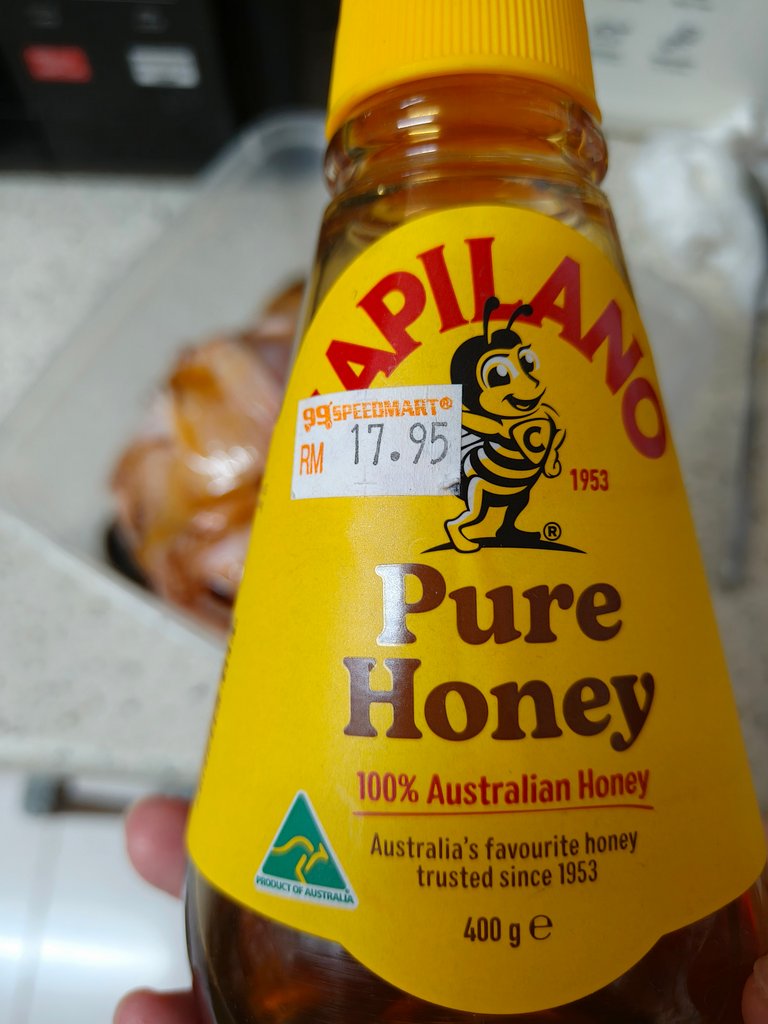 APILANO
99 SPEEDMART®
RM 17.95
C
1953
®
Pure
Honey
100% Australian Honey
Australia's favourite honey
trusted since 1953
PRODUCT OF AUSTRALIA
400 g ℮